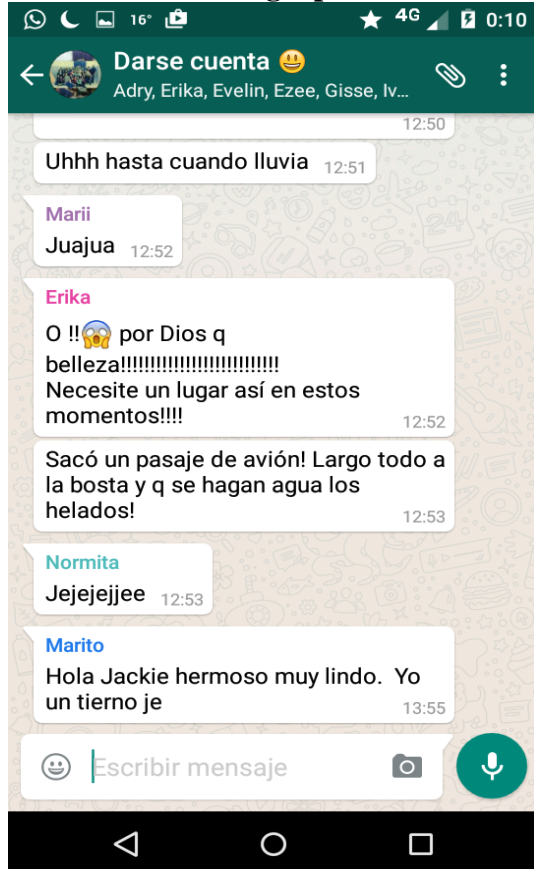 16° 4G 0:10
Darse cuenta 😃
Adry, Erika, Evelin, Ezee, Gisse, Iv...
12:50
Uhhh hasta cuando lluvia 12:51
Marii
Juajua 12:52
Erika
O !!😱 por Dios q
belleza!!!!!!!!!!!!!!!!!!!!!!!!!!!
Necesite un lugar así en estos
momentos!!!! 12:52
Sacó un pasaje de avión! Largo todo a
la bosta y q se hagan agua los
helados! 12:53
Normita
Jejejejjee 12:53
Marito
Hola Jackie hermoso muy lindo. Yo
un tierno je 13:55
Escribir mensaje